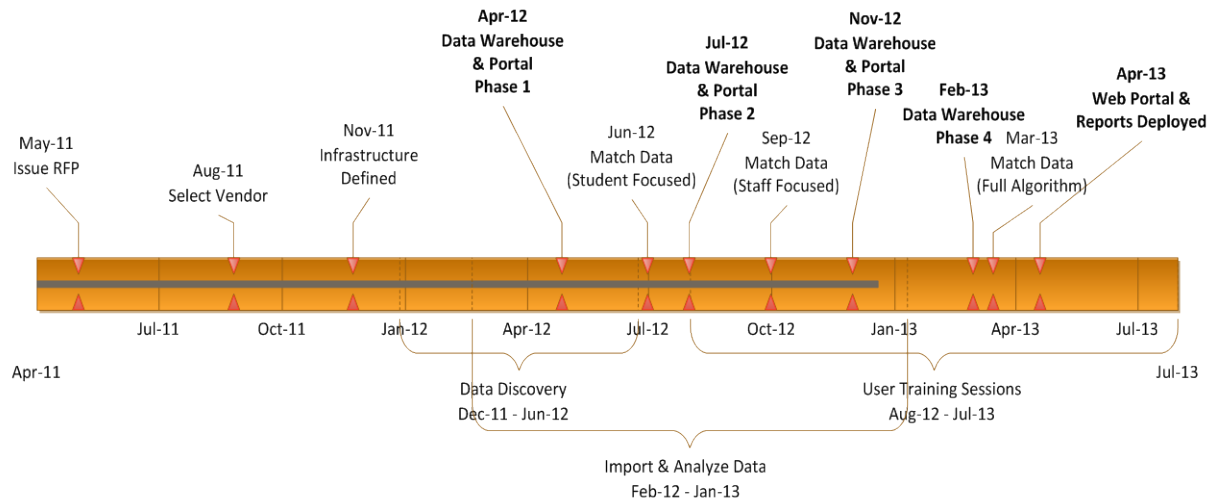 May-11
Issue RFP
Aug-11
Select Vendor
Nov-11
Infrastructure
Defined
Apr-12
Data Warehouse
& Portal
Phase 1
Jun-12
Match Data
(Student Focused)
Jul-12
Data Warehouse
& Portal
Phase 2
Sep-12
Match Data
(Staff Focused)
Nov-12
Data Warehouse
& Portal
Phase 3
Feb-13
Data Warehouse
Phase 4
Mar-13
Match Data
(Full Algorithm)
Apr-13
Web Portal &
Reports Deployed
Jul-11
Oct-11
Jan-12
Apr-12
Jul-12
Oct-12
Jan-13
Apr-13
Jul-13
Apr-11
Jul-13
Data Discovery
Dec-11 - Jun-12
User Training Sessions
Aug-12 - Jul-13
Import & Analyze Data
Feb-12 - Jan-13